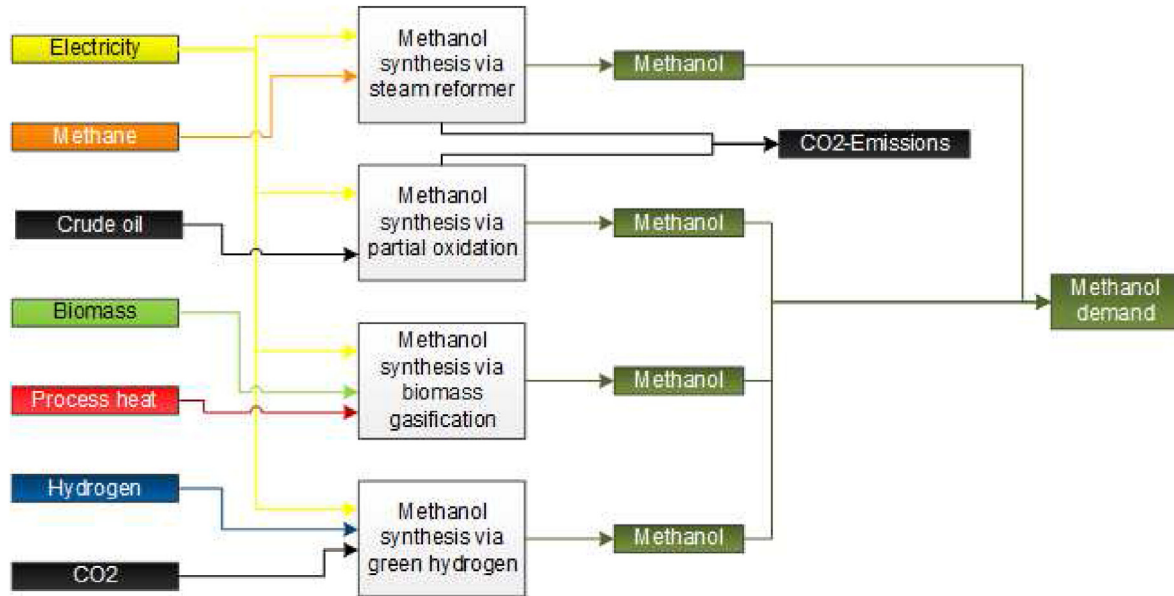 Electricity
Methane
Crude oil
Biomass
Process heat
Hydrogen
CO2
Methanol
synthesis via
steam reformer
Methanol
synthesis via
partial oxidation
Methanol
synthesis via
biomass
gasification
Methanol
synthesis via
green hydrogen
Methanol
CO2-Emissions
Methanol
Methanol
Methanol
Methanol
demand